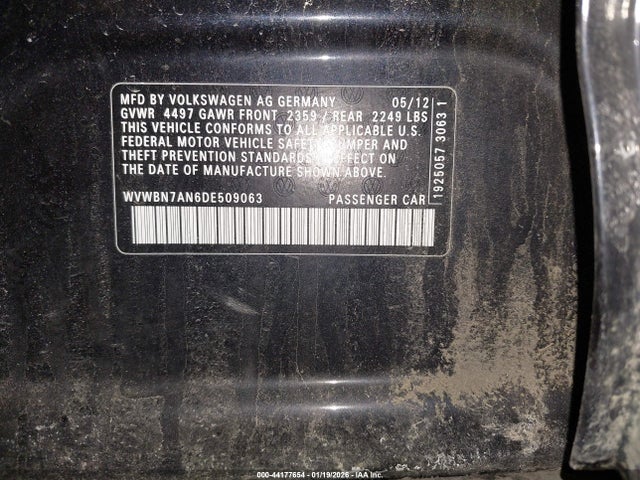 MFD BY VOLKSWAGEN AG GERMANY 05/12
GVWR 4497 GAWR FRONT 2359 / REAR 2249 LBS
THIS VEHICLE CONFORMS TO ALL APPLICABLE U.S.
FEDERAL MOTOR VEHICLE SAFETY, BUMPER AND
THEFT PREVENTION STANDARDS IN EFFECT ON
THE DATE OF MANUFACTURE SHOWN ABOVE.
WVWBN7AN6DE509063 PASSENGER CAR
1925057 3063 1
000-44177654 - 01/19/2026 - IAA Inc.